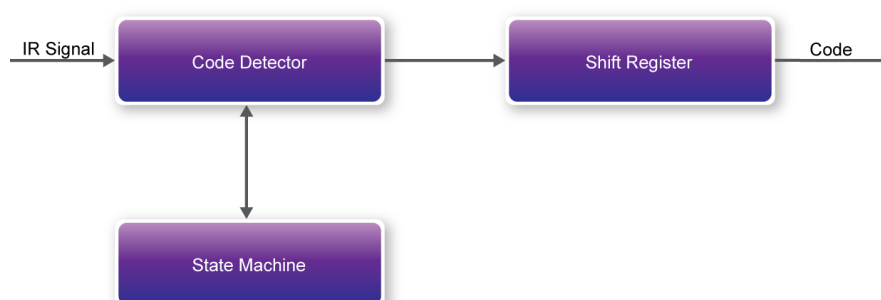 IR Signal
Code Detector
Shift Register
Code
State Machine